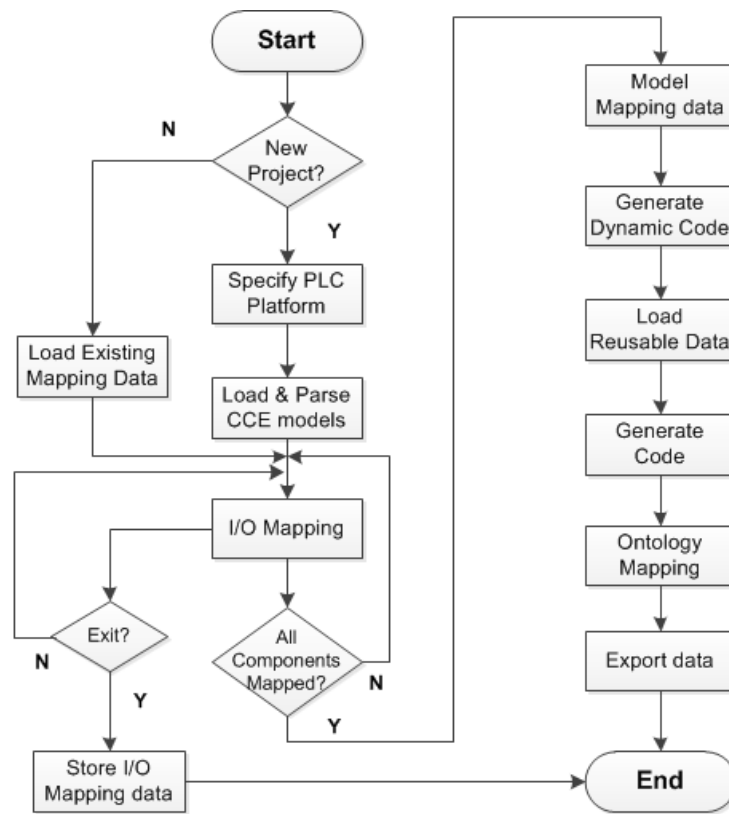 Start
N
New
Project?
Y
Specify PLC
Platform
Load Existing
Mapping Data
Load & Parse
CCE models
I/O Mapping
Exit?
N
Y
All
Components
Mapped?
N
Y
Store I/O
Mapping data
Model
Mapping data
Generate
Dynamic Code
Load
Reusable Data
Generate
Code
Ontology
Mapping
Export data
End